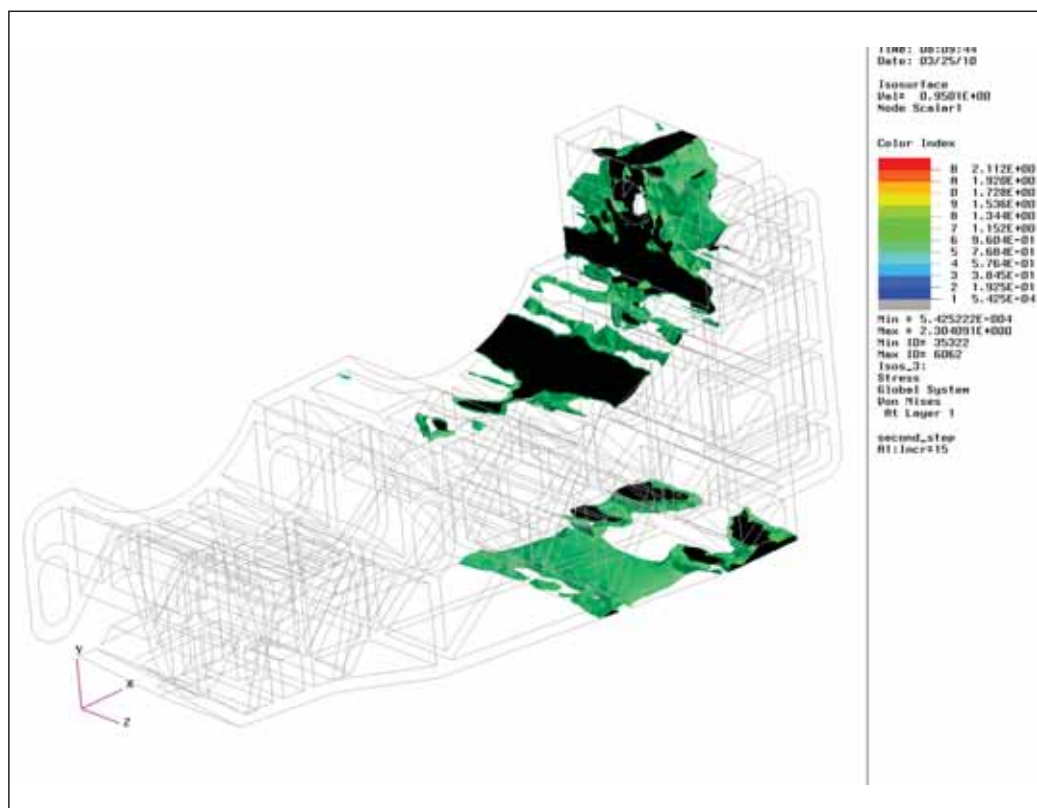 Time: 08:09:44
Date: 03/25/10
Isosurface
Val= 0.9501E+00
Node Scalar1
Color Index
B 2.112E+00
A 1.920E+00
0 1.728E+00
9 1.536E+00
8 1.344E+00
7 1.152E+00
6 9.604E-01
5 7.684E-01
4 5.764E-01
3 3.845E-01
2 1.925E-01
1 5.425E-04
Min = 5.425222E-004
Max = 2.304091E+000
Min ID= 35322
Max ID= 6062
Isos_3:
Stress
Global System
Von Mises
At Layer 1
second_step
A1:Incr=15
y
x
z